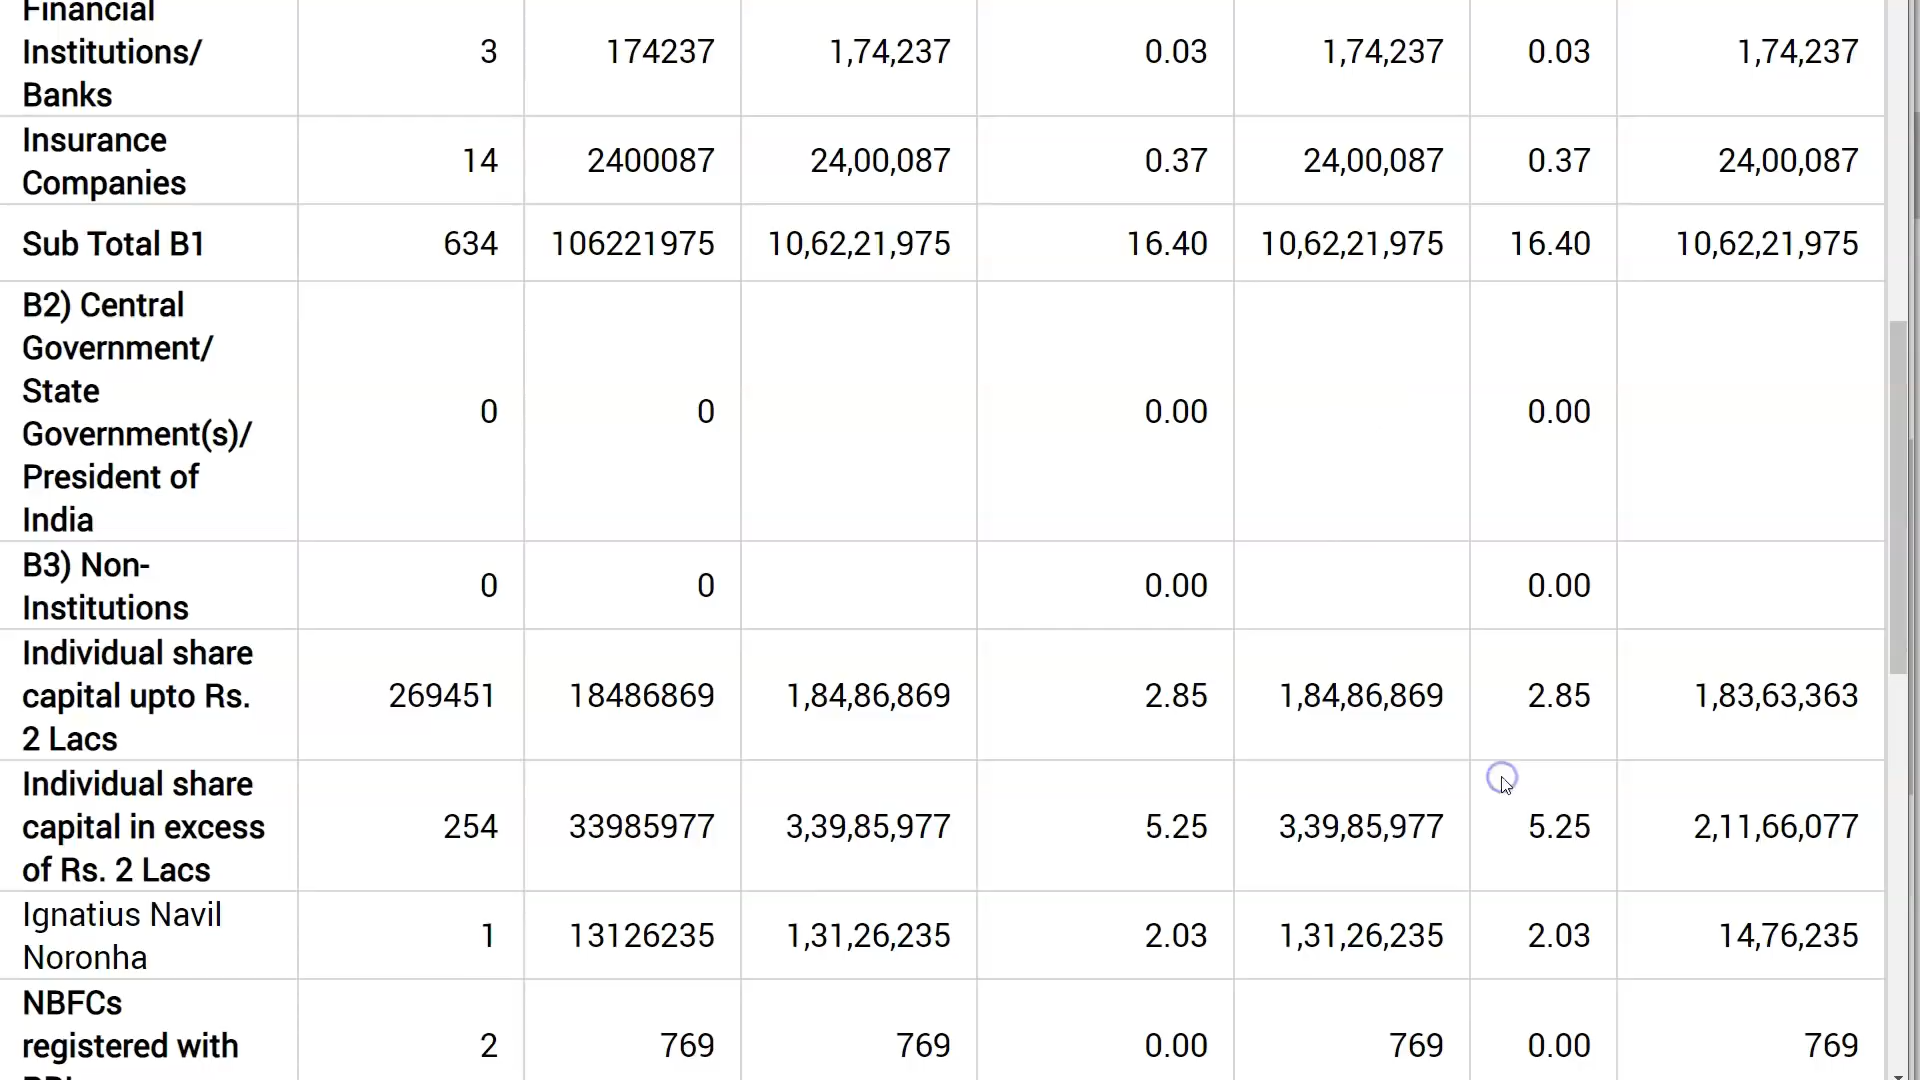 Financial
Institutions/
Banks
3 174237 1,74,237 0.03 1,74,237 0.03 1,74,237
Insurance
Companies
14 2400087 24,00,087 0.37 24,00,087 0.37 24,00,087
Sub Total B1 634 106221975 10,62,21,975 16.40 10,62,21,975 16.40 10,62,21,975
B2) Central
Government/
State
Government(s)/
President of
India
0 0 0.00 0.00
B3) Non-
Institutions
0 0 0.00 0.00
Individual share
capital upto Rs.
2 Lacs
269451 18486869 1,84,86,869 2.85 1,84,86,869 2.85 1,83,63,363
Individual share
capital in excess
of Rs. 2 Lacs
254 33985977 3,39,85,977 5.25 3,39,85,977 5.25 2,11,66,077
Ignatius Navil
Noronha
1 13126235 1,31,26,235 2.03 1,31,26,235 2.03 14,76,235
NBFCs
registered with
2 769 769 0.00 769 0.00 769